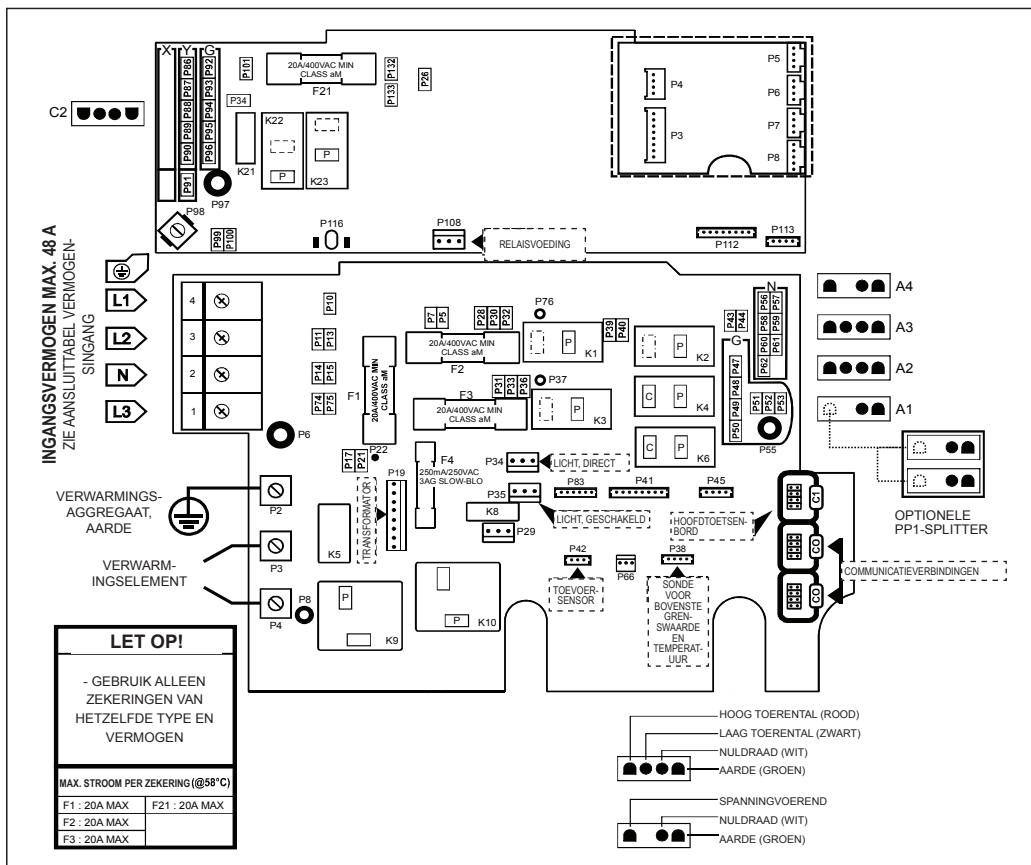 X Y G
P86
P87
P88
P89
P90
P91
P92
P93
P94
P95
P96
P101
P34
20A/400VAC MIN
CLASS aM
F21
P132
P133
P26
P4
P3
P5
P6
P7
P8
C2
K22
K21
K23
P
P
P97
P98
P99
P100
P116
P108
RELAISVOEDING
P112
P113
INGANGSVERMOGEN MAX. 48 A
ZIE AANSLUITTABEL VERMOGEN-
SINGANG
L1
L2
N
L3
4
3
2
1
P10
P11
P13
P14
P15
P74
P75
P6
F1
20A/400VAC MIN
CLASS aM
P7
P5
P28
P30
P32
20A/400VAC MIN
CLASS aM
F2
P76
P
K1
P39
P40
P
K2
P31
P33
P36
F3
20A/400VAC MIN
CLASS aM
P37
P
K3
C P
K4
C P
K6
P43
P44
G
P47
P48
P49
P50
P51
P52
P53
P55
N
P56
P57
P58
P59
P60
P61
P62
A4
A3
A2
A1
OPTIONELE
PP1-SPLITTER
P22
P17
P21
P19
TRANSFORMATOR
F4
250mA/250VAC
3AG SLOW-BLO
P34
LICHT, DIRECT
P35
P83
P41
P45
K8
LICHT, GESCHAKELD
P29
HOOFDTOETSEN-
BORD
C1
CO
CO
COMMUNICATIEVERBINDINGEN
VERWARMINGS-
AGGREGAAT,
AARDE
P2
VERWARM-
INGSELEMENT
P3
P4
K5
P8
P
K9
P
K10
P42
TOEVOER-
SENSOR
P66
P38
SONDE
VOOR
BOVENSTE
GREN-
SWAARDE
EN
TEMPERAT-
UUR
LET OP!
- GEBRUIK ALLEEN
ZEKERINGEN VAN
HETZELFDE TYPE EN
VERMOGEN
MAX. STROOM PER ZEKERING (@58°C)
F1 : 20A MAX F21 : 20A MAX
F2 : 20A MAX
F3 : 20A MAX
HOOG TOERENTAL (ROOD)
LAAG TOERENTAL (ZWART)
NULDRAAD (WIT)
AARDE (GROEN)
SPANNINGVOEREND
NULDRAAD (WIT)
AARDE (GROEN)